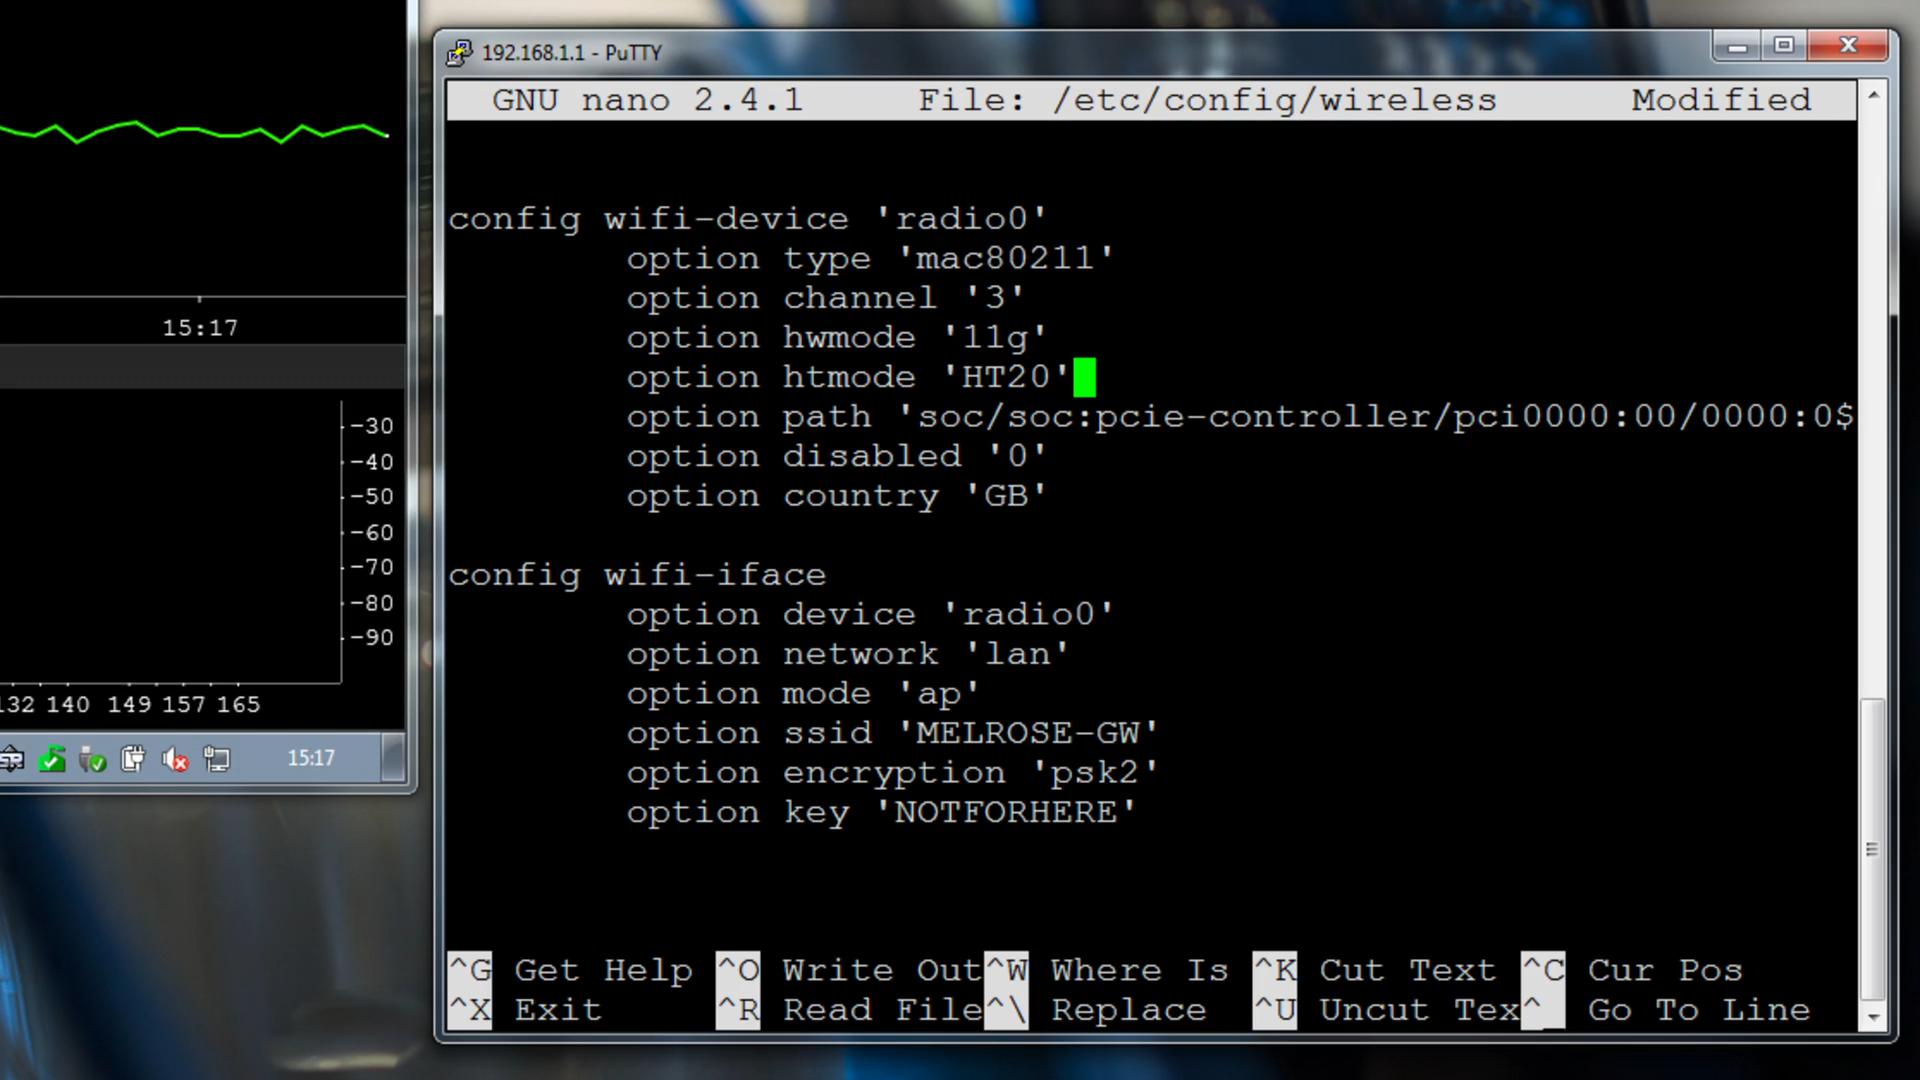 192.168.1.1 - PuTTY
GNU nano 2.4.1 File: /etc/config/wireless Modified
config wifi-device 'radio0'
option type 'mac80211'
option channel '3'
option hwmode '11g'
option htmode 'HT20'
option path 'soc/soc:pcie-controller/pci0000:00/0000:0$
option disabled '0'
option country 'GB'
config wifi-iface
option device 'radio0'
option network 'lan'
option mode 'ap'
option ssid 'MELROSE-GW'
option encryption 'psk2'
option key 'NOTFORHERE'
^G Get Help ^O Write Out ^W Where Is ^K Cut Text ^C Cur Pos
^X Exit ^R Read File ^\ Replace ^U Uncut Tex ^_ Go To Line
15:17
-30
-40
-50
-60
-70
-80
-90
132 140 149 157 165
15:17